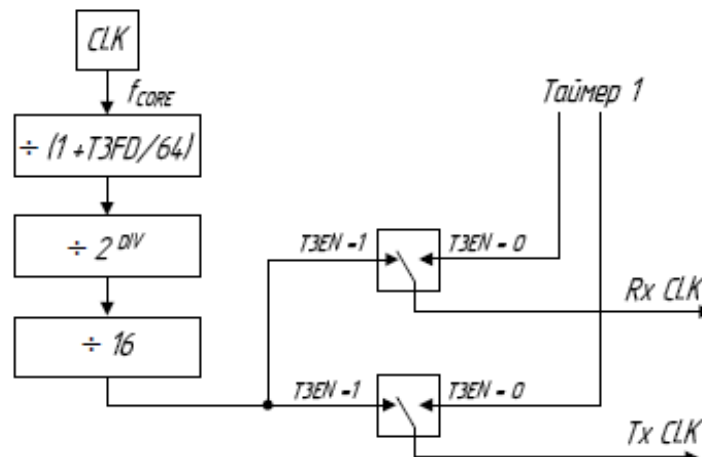 CLK
f_CORE
Таймер 1
÷ (1 +T3FD/64)
÷ 2^DIV
T3EN =1
T3EN = 0
Rx CLK
÷ 16
T3EN =1
T3EN = 0
Tx CLK